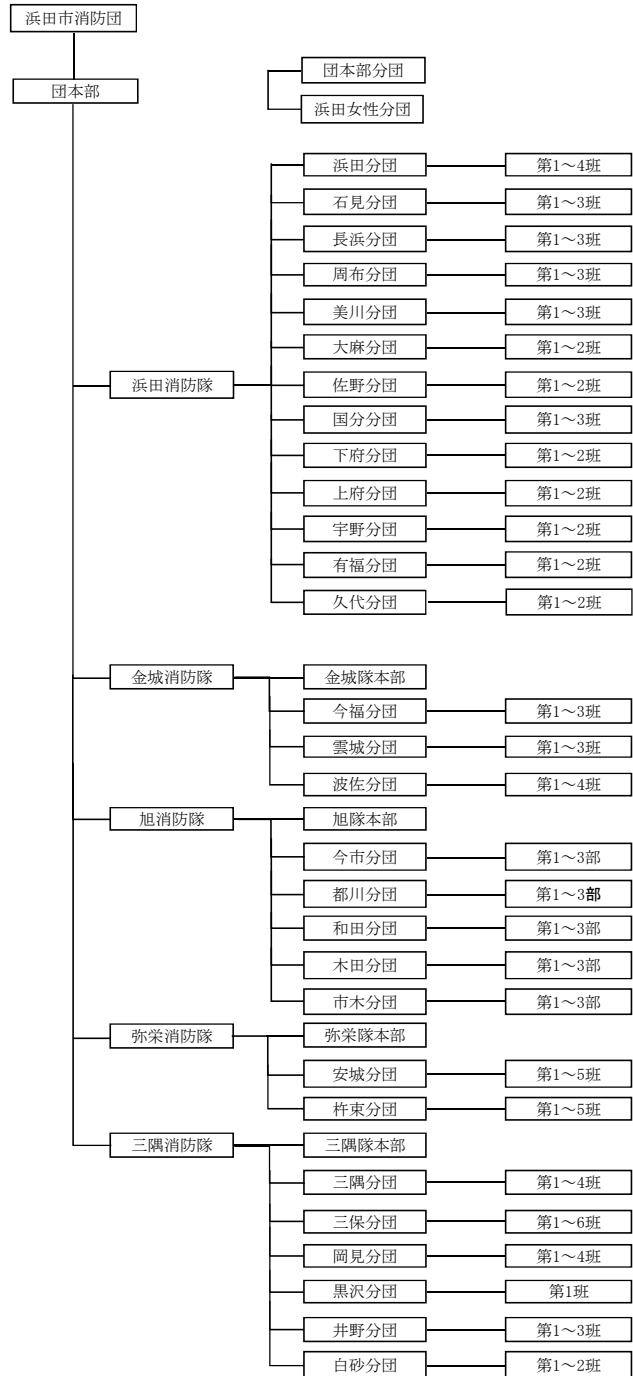 浜田市消防団
団本部
団本部分団
浜田女性分団
浜田分団 第1～4班
石見分団 第1～3班
長浜分団 第1～3班
周布分団 第1～3班
美川分団 第1～3班
大麻分団 第1～2班
浜田消防隊 佐野分団 第1～2班
国分分団 第1～3班
下府分団 第1～2班
上府分団 第1～2班
宇野分団 第1～2班
有福分団 第1～2班
久代分団 第1～2班
金城消防隊 金城隊本部
今福分団 第1～3班
雲城分団 第1～3班
波佐分団 第1～4班
旭消防隊 旭隊本部
今市分団 第1～3部
都川分団 第1～3部
和田分団 第1～3部
木田分団 第1～3部
市木分団 第1～3部
弥栄消防隊 弥栄隊本部
安城分団 第1～5班
杵束分団 第1～5班
三隅消防隊 三隅隊本部
三隅分団 第1～4班
三保分団 第1～6班
岡見分団 第1～4班
黒沢分団 第1班
井野分団 第1～3班
白砂分団 第1～2班